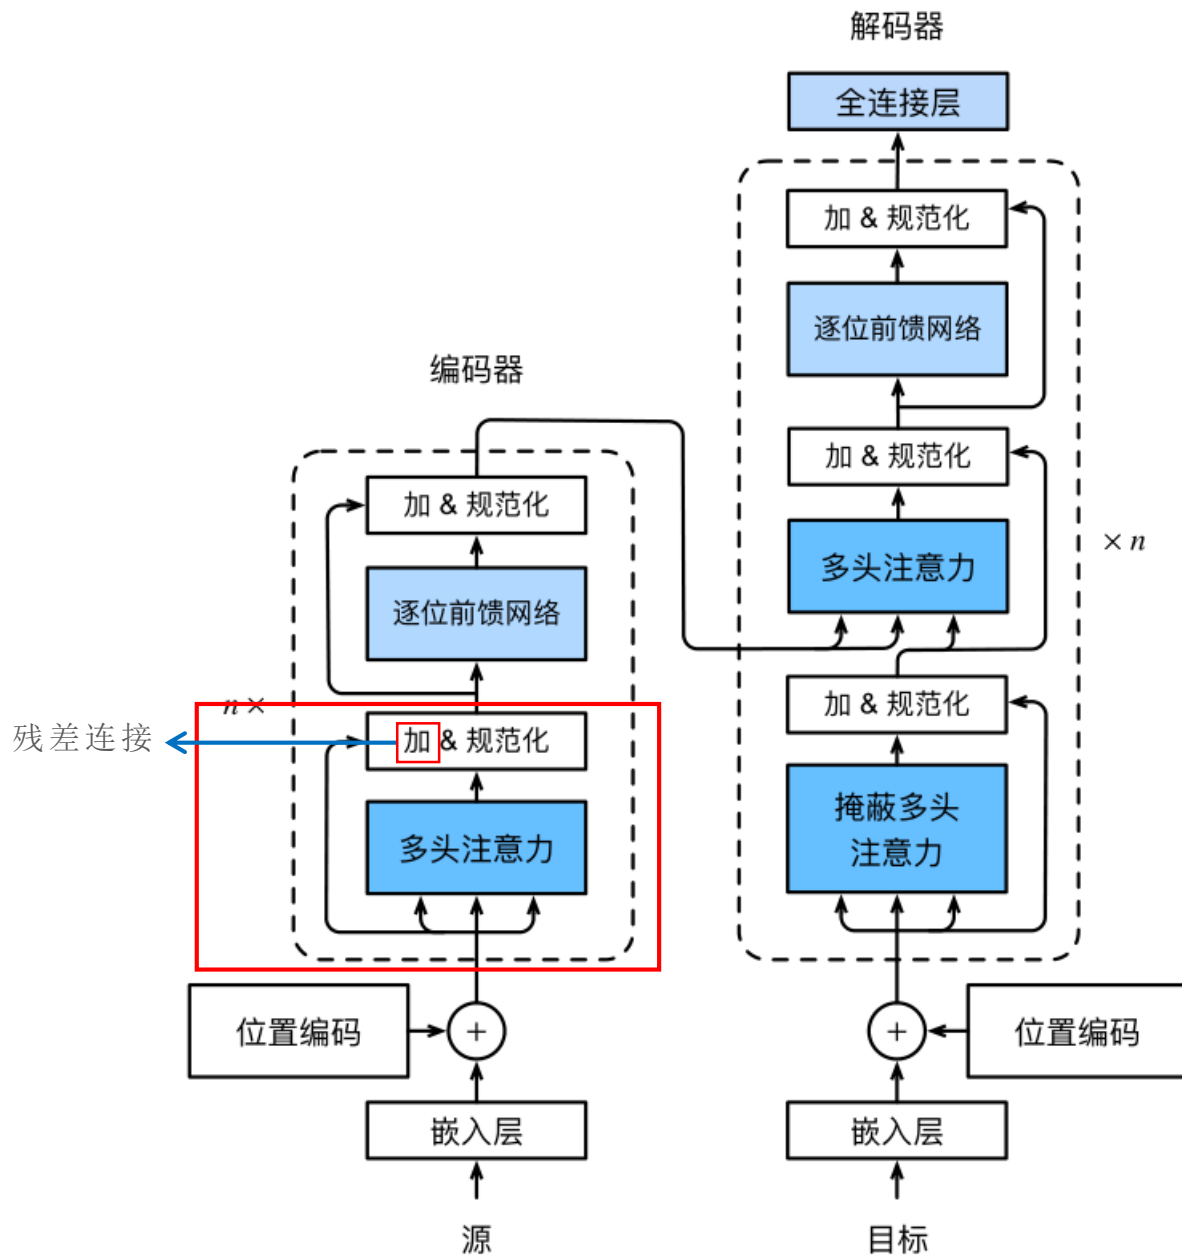 解码器
全连接层
加 & 规范化
逐位前馈网络
加 & 规范化
多头注意力
× n
加 & 规范化
掩蔽多头
注意力
位置编码
+
嵌入层
目标
编码器
加 & 规范化
逐位前馈网络
n ×
加 & 规范化
残差连接
多头注意力
位置编码
+
嵌入层
源